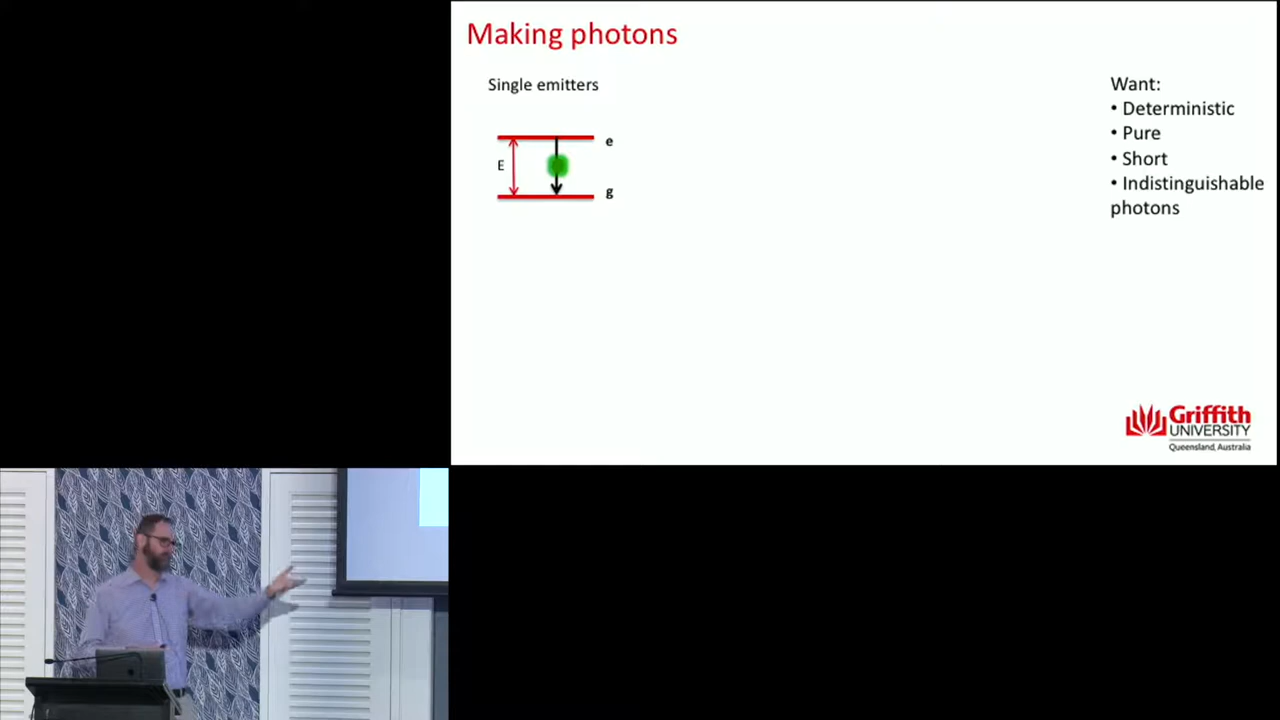 Making photons
Single emitters
e
E
g
Want:
• Deterministic
• Pure
• Short
• Indistinguishable
photons
Griffith
UNIVERSITY
Queensland, Australia